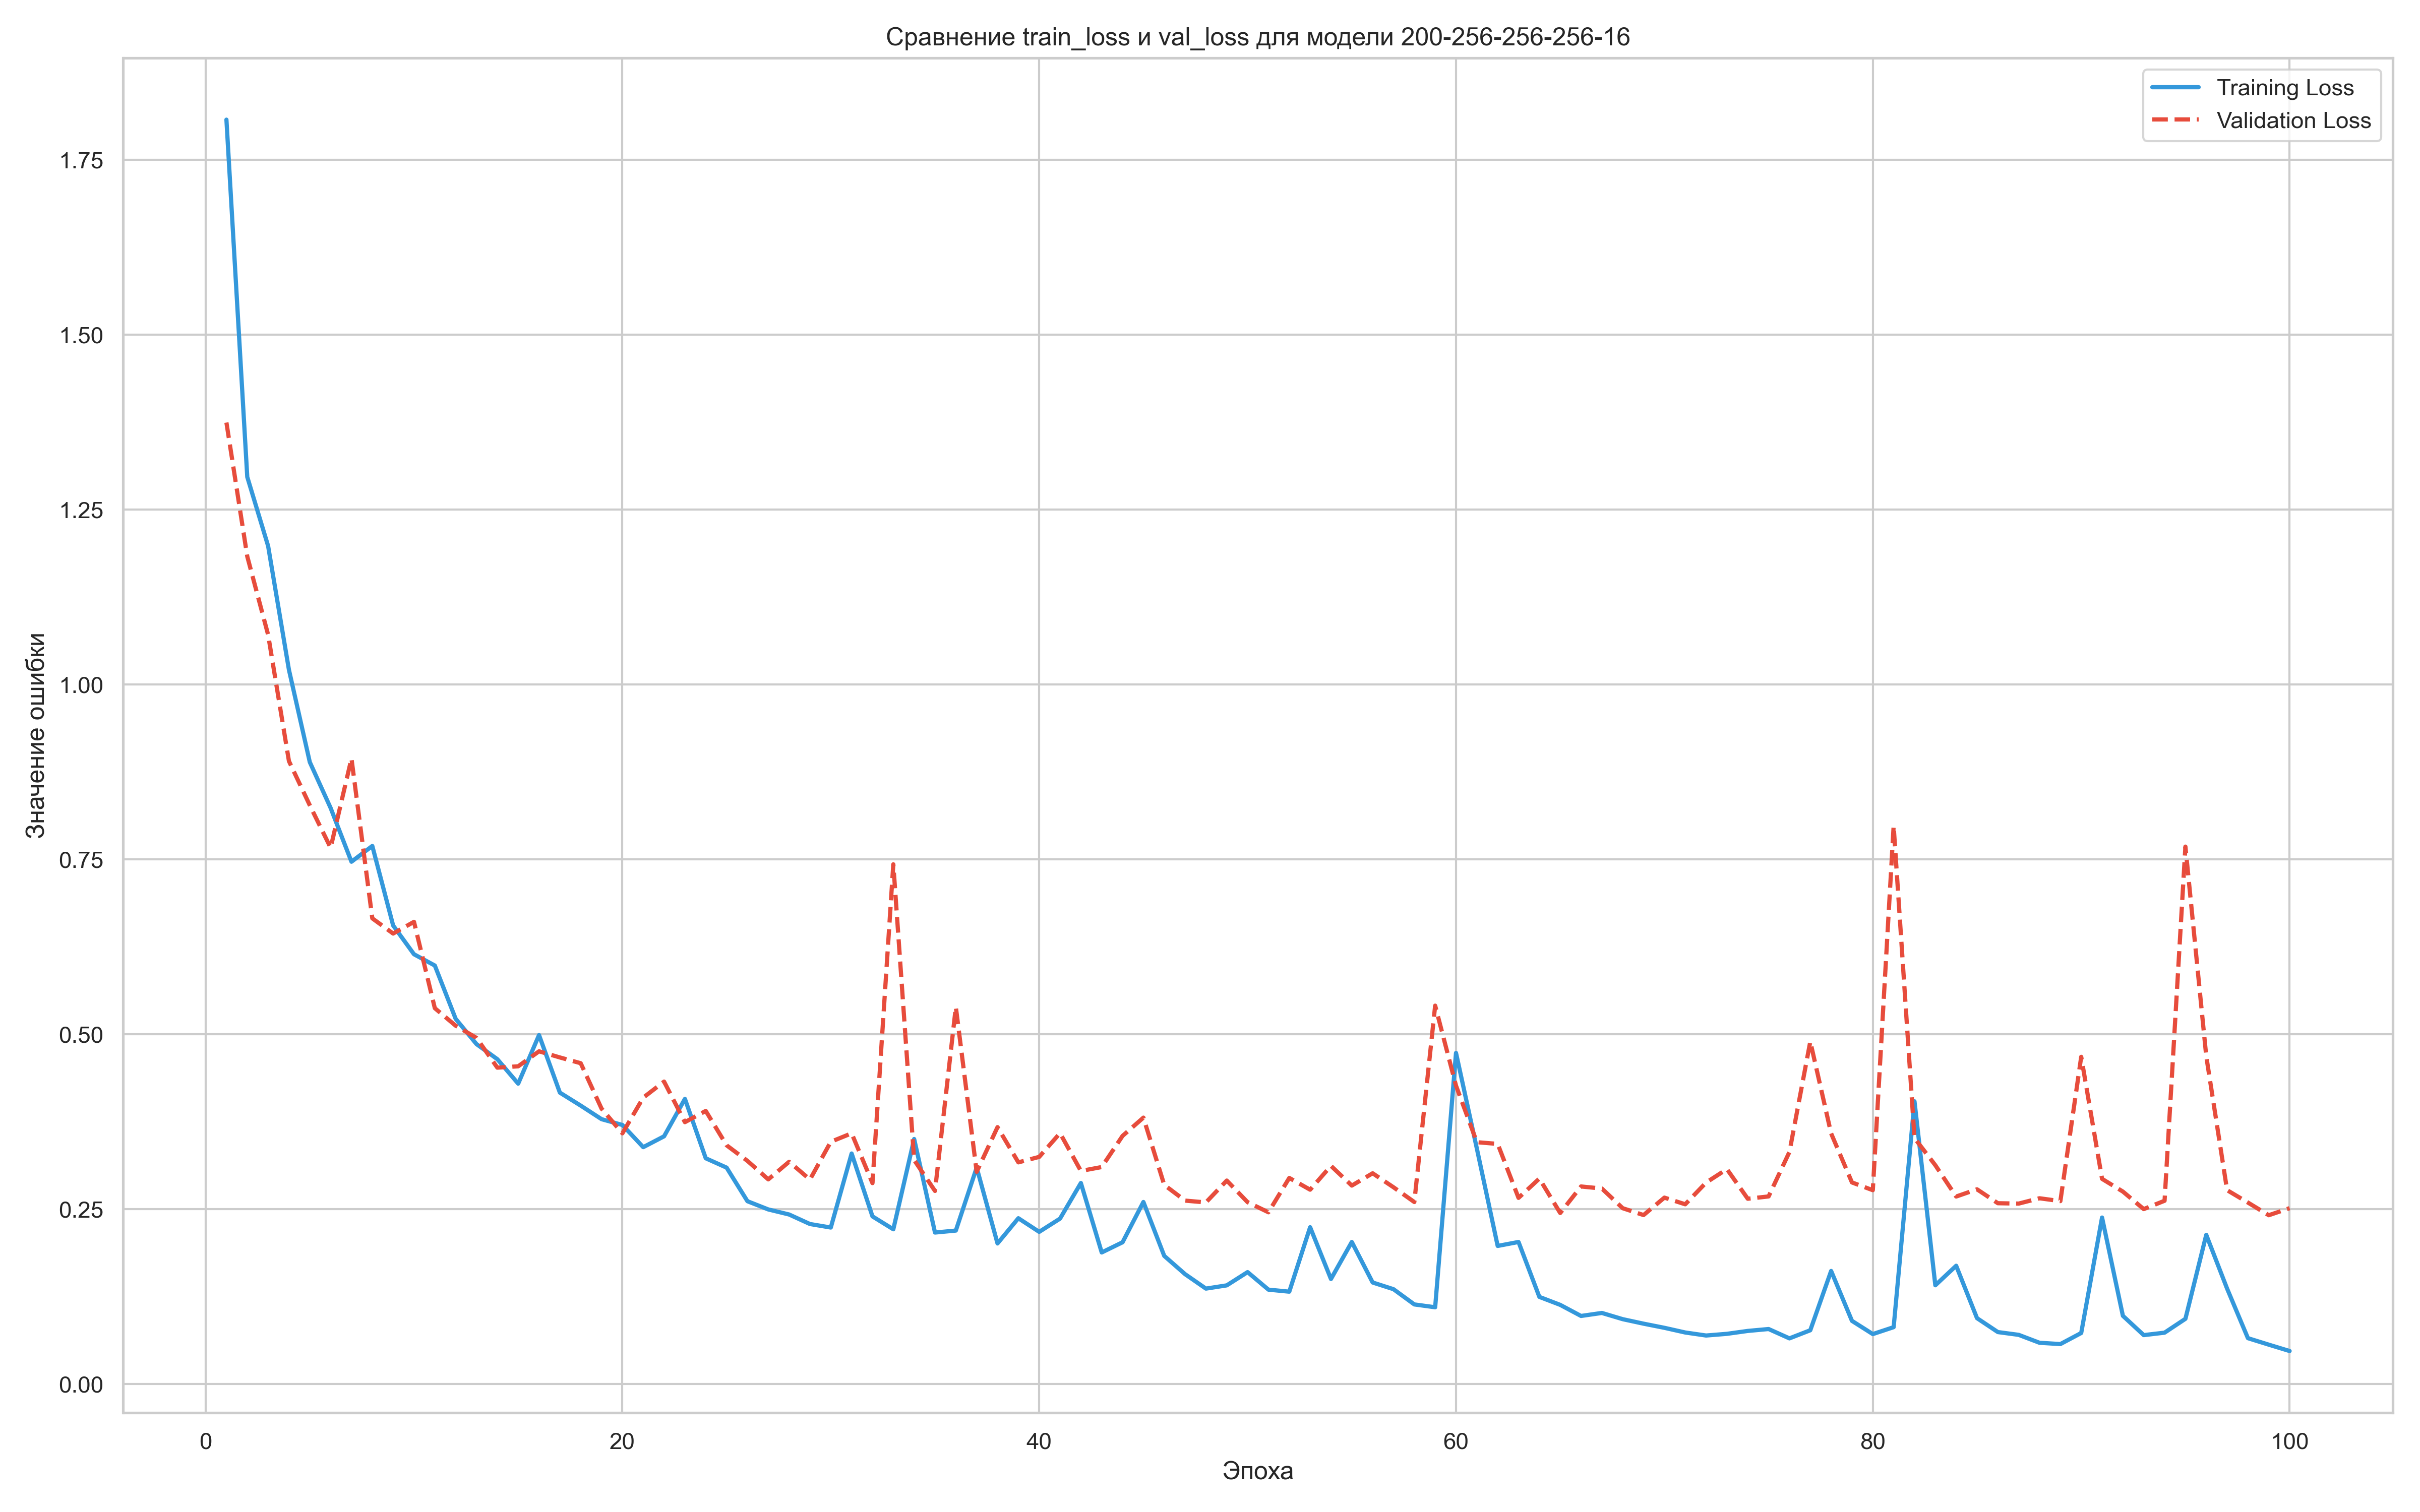 Сравнение train_loss и val_loss для модели 200-256-256-256-16
Training Loss
Validation Loss
Значение ошибки
1.75
1.50
1.25
1.00
0.75
0.50
0.25
0.00
0
20
40
60
80
100
Эпоха